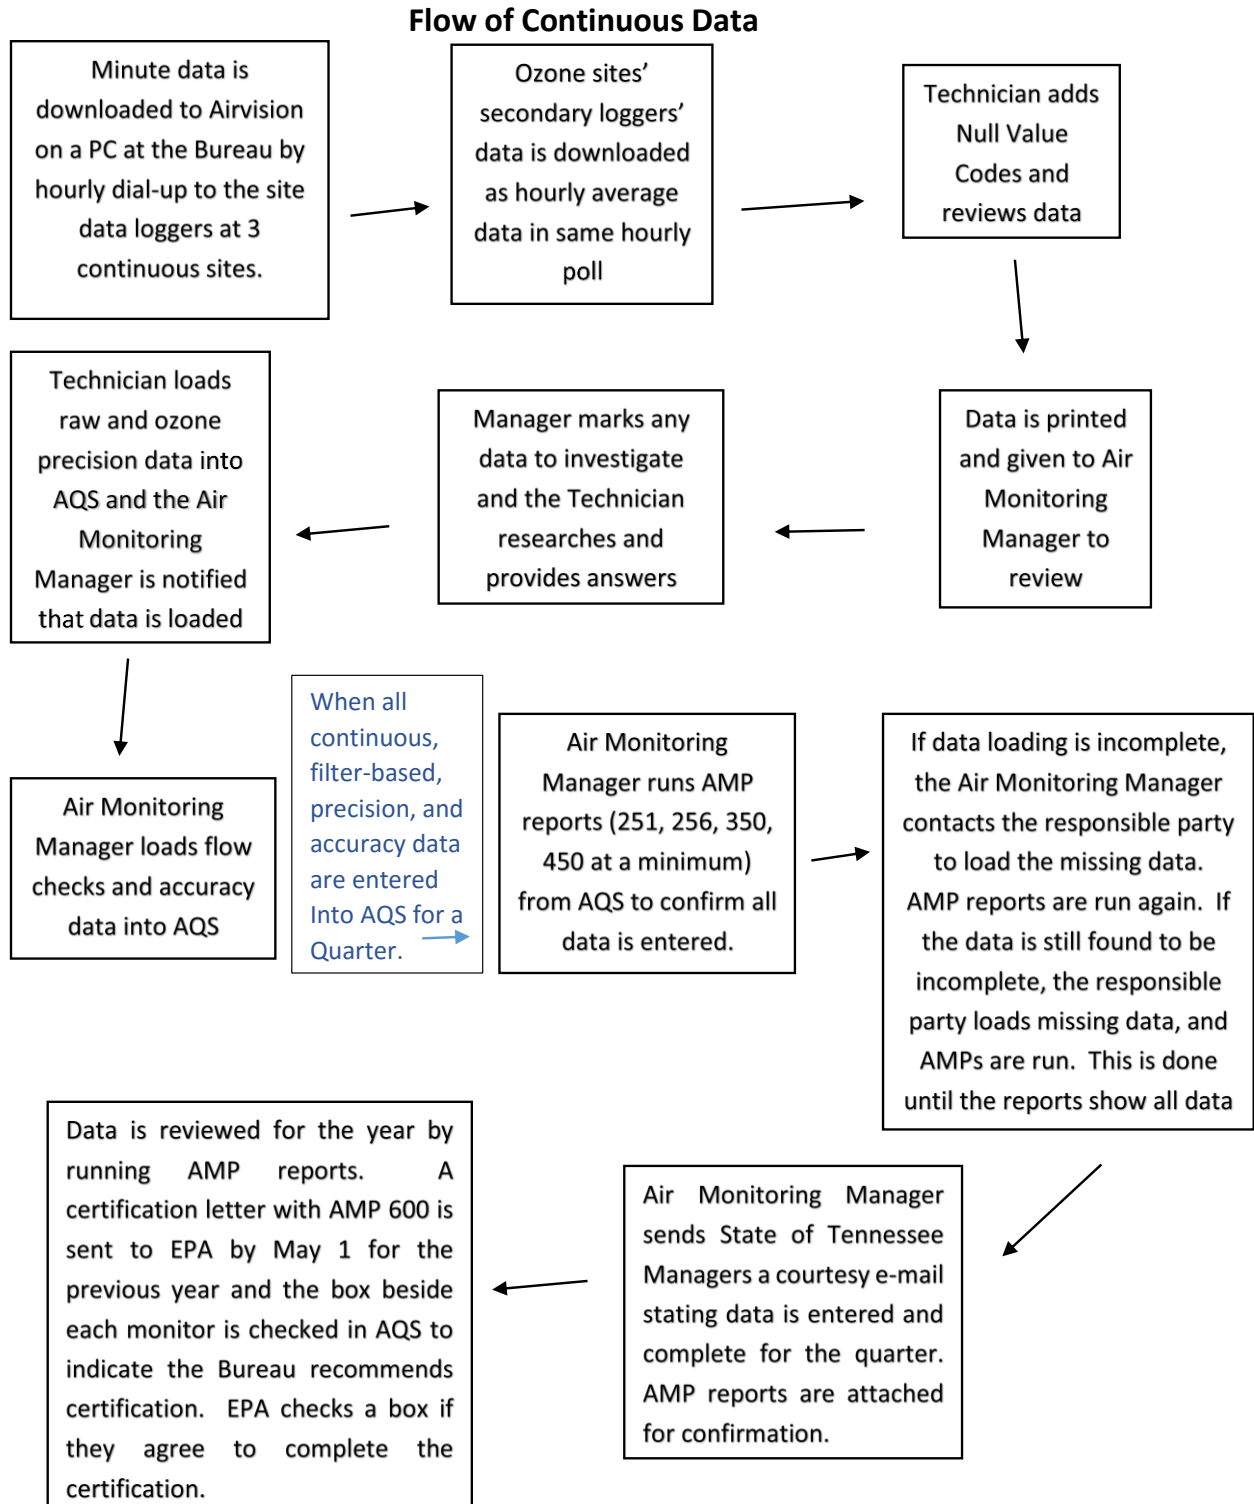 Flow of Continuous Data
Minute data is
downloaded to Airvision
on a PC at the Bureau by
hourly dial-up to the site
data loggers at 3
continuous sites.
Ozone sites’
secondary loggers’
data is downloaded
as hourly average
data in same hourly
poll
Technician adds
Null Value
Codes and
reviews data
Data is printed
and given to Air
Monitoring
Manager to
review
Manager marks any
data to investigate
and the Technician
researches and
provides answers
Technician loads
raw and ozone
precision data into
AQS and the Air
Monitoring
Manager is notified
that data is loaded
Air Monitoring
Manager loads flow
checks and accuracy
data into AQS
When all
continuous,
filter-based,
precision, and
accuracy data
are entered
Into AQS for a
Quarter.
Air Monitoring
Manager runs AMP
reports (251, 256, 350,
450 at a minimum)
from AQS to confirm all
data is entered.
If data loading is incomplete,
the Air Monitoring Manager
contacts the responsible party
to load the missing data.
AMP reports are run again. If
the data is still found to be
incomplete, the responsible
party loads missing data, and
AMPs are run. This is done
until the reports show all data
Air Monitoring Manager
sends State of Tennessee
Managers a courtesy e-mail
stating data is entered and
complete for the quarter.
AMP reports are attached
for confirmation.
Data is reviewed for the year by
running AMP reports. A
certification letter with AMP 600 is
sent to EPA by May 1 for the
previous year and the box beside
each monitor is checked in AQS to
indicate the Bureau recommends
certification. EPA checks a box if
they agree to complete the
certification.